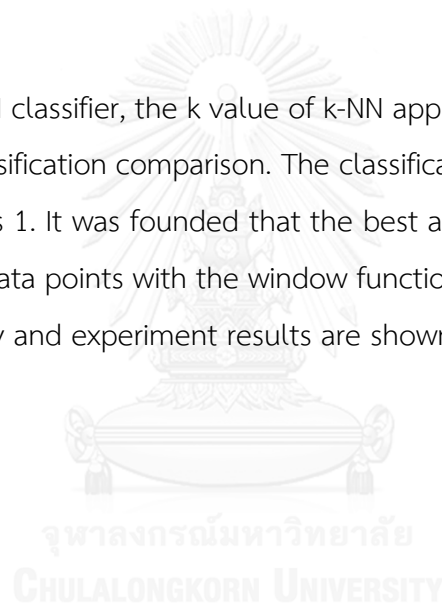 classifier, the k value of k-NN app
sification comparison. The classifica
s 1. It was founded that the best a
ata points with the window functio
y and experiment results are shown
จุฬาลงกรณ์มหาวิทยาลัย
CHULALONGKORN UNIVERSITY